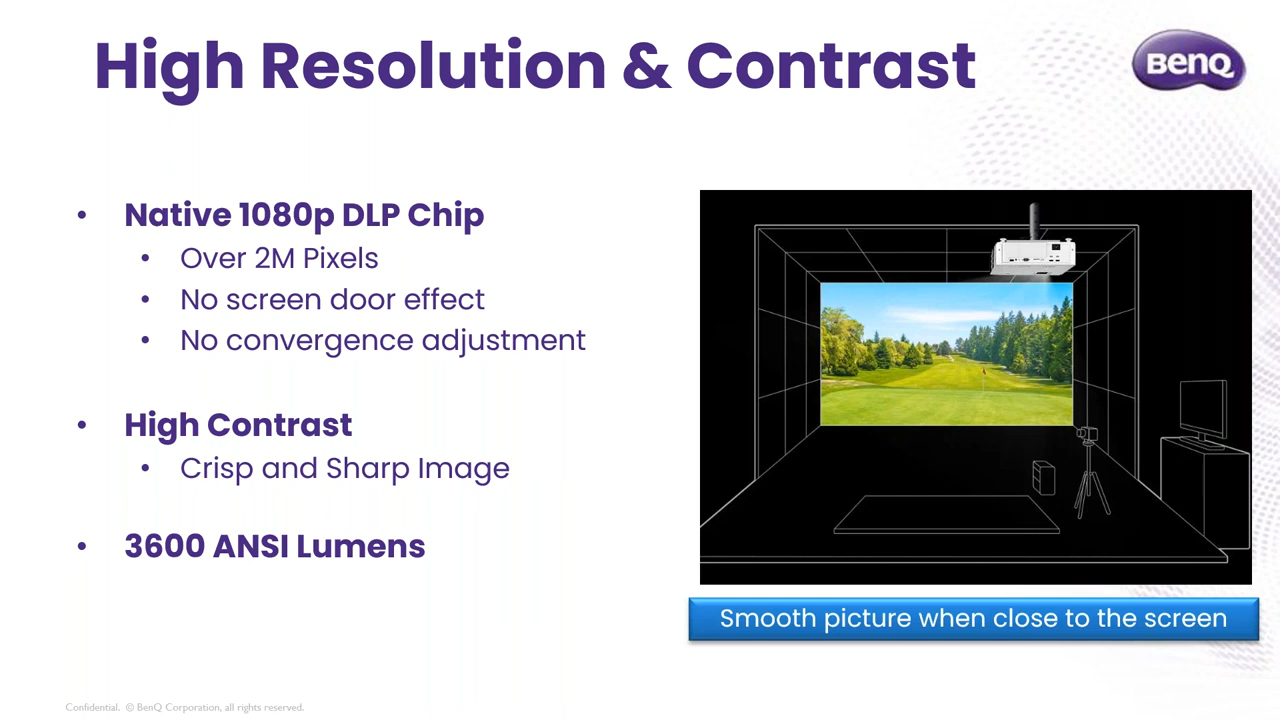 High Resolution & Contrast
BenQ
• Native 1080p DLP Chip
• Over 2M Pixels
• No screen door effect
• No convergence adjustment
• High Contrast
• Crisp and Sharp Image
• 3600 ANSI Lumens
Smooth picture when close to the screen
Confidential. © BenQ Corporation, all rights reserved.